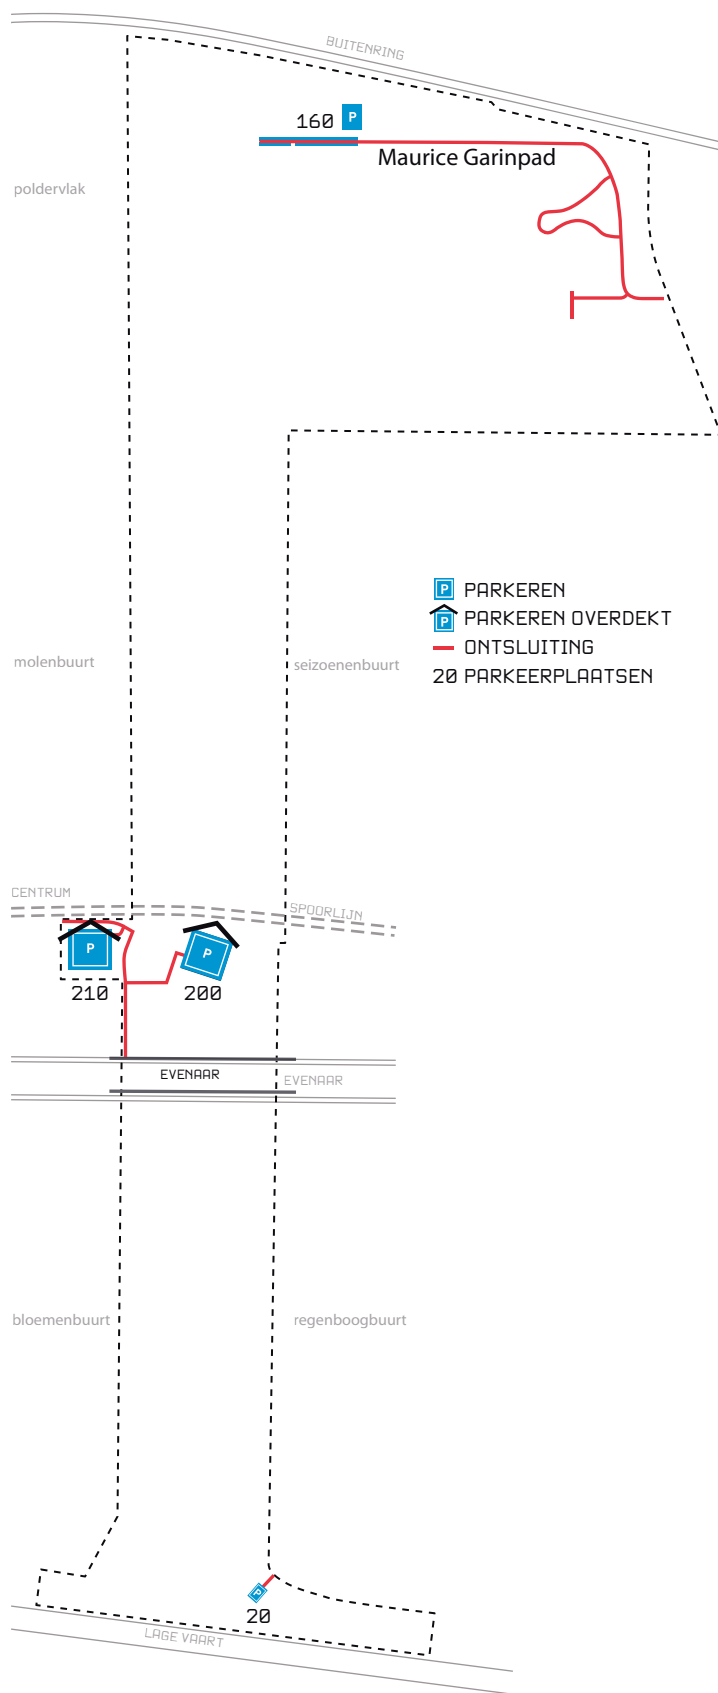 BUITENRING
160 P
Maurice Garinpad
poldervlak
P PARKEREN
P PARKEREN OVERDEKT
ONTSLUITING
20 PARKEERPLAATSEN
molenbuurt
seizoenenbuurt
CENTRUM
SPOORLIJN
P
P
210
200
EVENAAR
EVENAAR
bloemenbuurt
regenboogbuurt
P
20
LAGE VAART